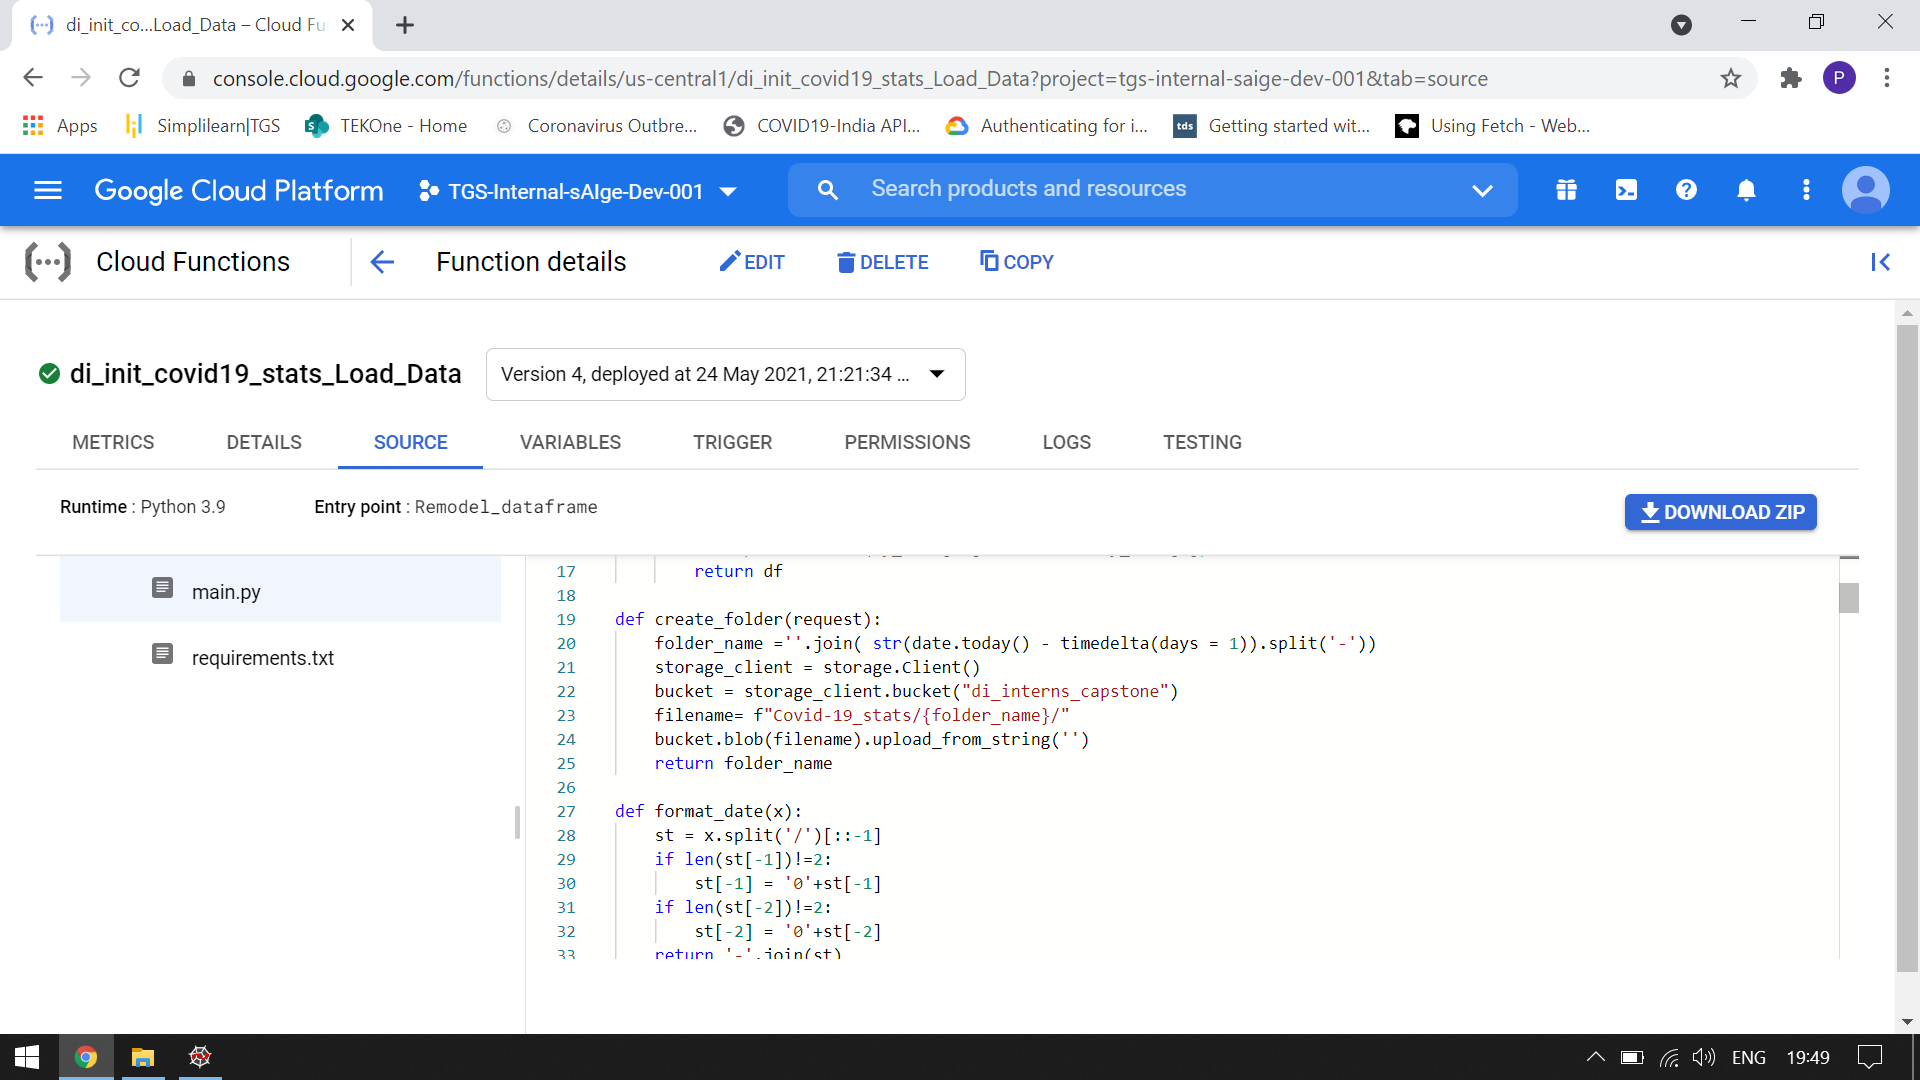 di_init_co...Load_Data – Cloud Fu
console.cloud.google.com/functions/details/us-central1/di_init_covid19_stats_Load_Data?project=tgs-internal-saige-dev-001&tab=source
P
Apps Simplilearn|TGS TEKOne - Home Coronavirus Outbre... COVID19-India API... Authenticating for i... tds Getting started wit... Using Fetch - Web...
Google Cloud Platform TGS-Internal-sAIge-Dev-001 Search products and resources
Cloud Functions Function details EDIT DELETE COPY
di_init_covid19_stats_Load_Data Version 4, deployed at 24 May 2021, 21:21:34 ...
METRICS DETAILS SOURCE VARIABLES TRIGGER PERMISSIONS LOGS TESTING
Runtime : Python 3.9 Entry point : Remodel_dataframe DOWNLOAD ZIP
main.py
requirements.txt
17 return df
18
19 def create_folder(request):
20 folder_name =''.join( str(date.today() - timedelta(days = 1)).split('-'))
21 storage_client = storage.Client()
22 bucket = storage_client.bucket("di_interns_capstone")
23 filename= f"Covid-19_stats/{folder_name}/"
24 bucket.blob(filename).upload_from_string('')
25 return folder_name
26
27 def format_date(x):
28 st = x.split('/')[::-1]
29 if len(st[-1])!=2:
30 st[-1] = '0'+st[-1]
31 if len(st[-2])!=2:
32 st[-2] = '0'+st[-2]
33 return '-'.join(st)
ENG 19:49